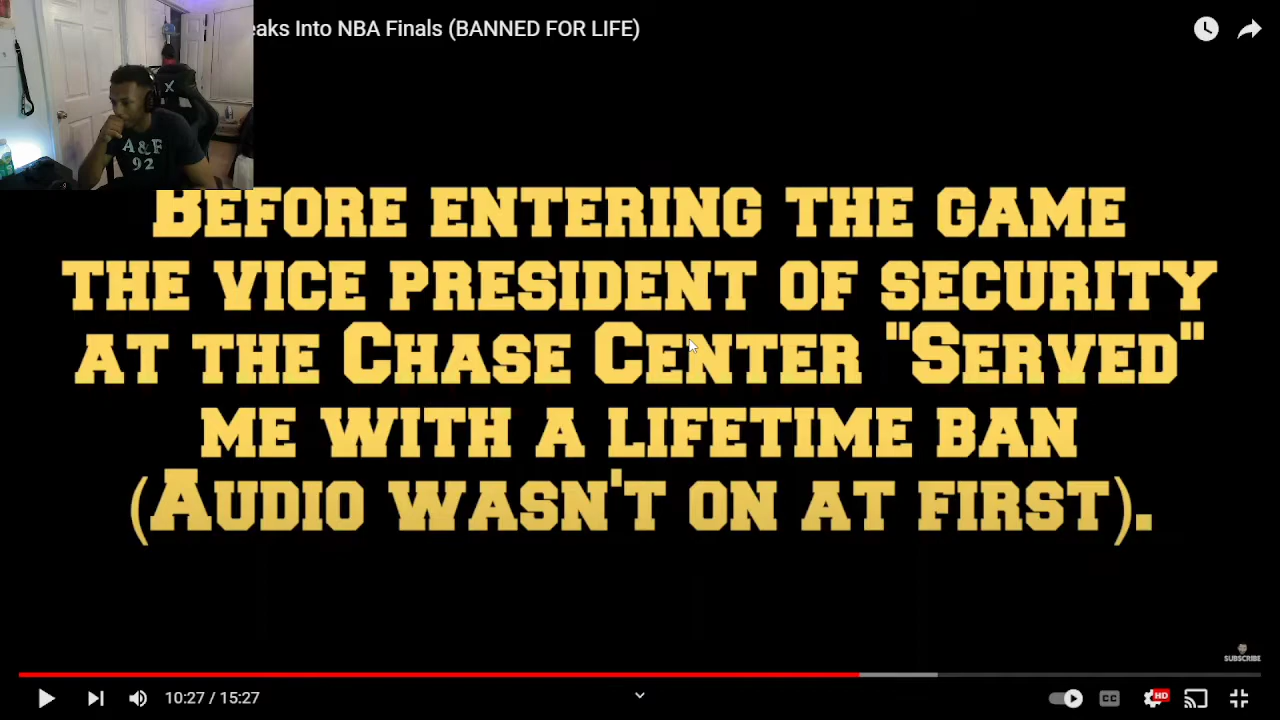 eaks Into NBA Finals (BANNED FOR LIFE)
X
A & F
92
BEFORE ENTERING THE GAME
THE VICE PRESIDENT OF SECURITY
AT THE CHASE CENTER "SERVED"
ME WITH A LIFETIME BAN
(AUDIO WASN'T ON AT FIRST).
SUBSCRIBE
10:27 / 15:27
CC
HD